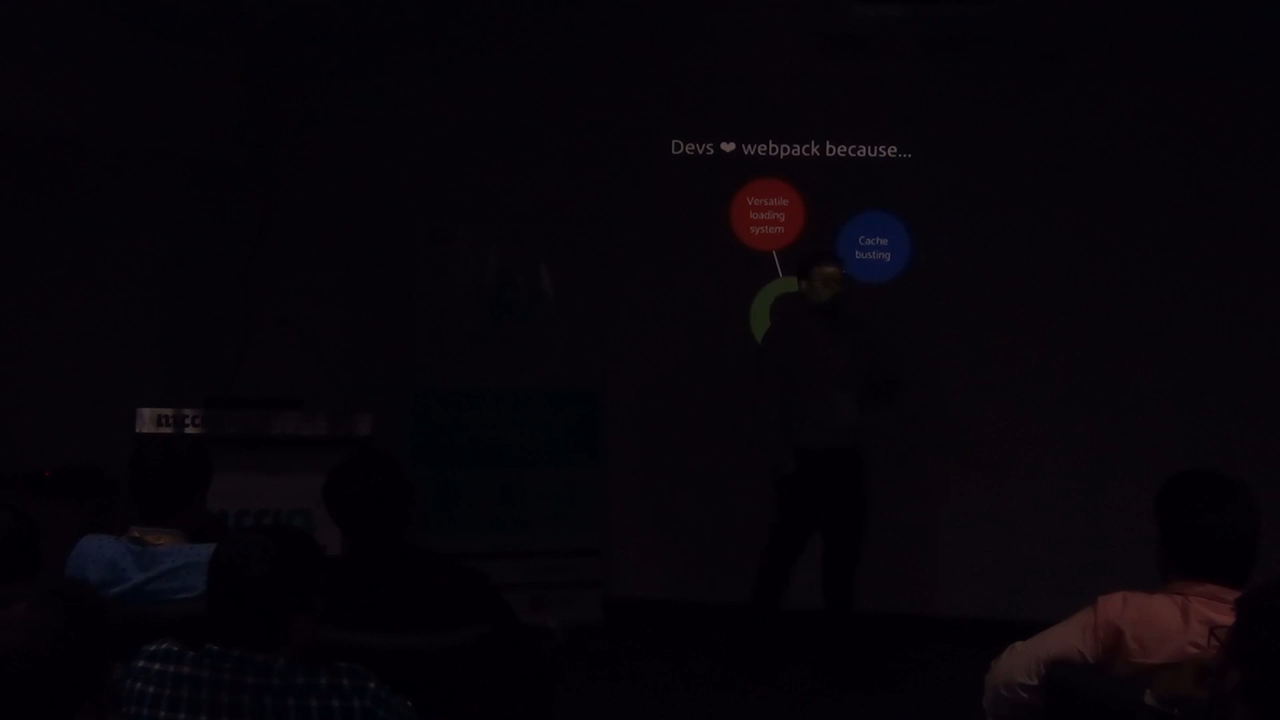 Devs ❤ webpack because...
Versatile
loading
system
Cache
busting